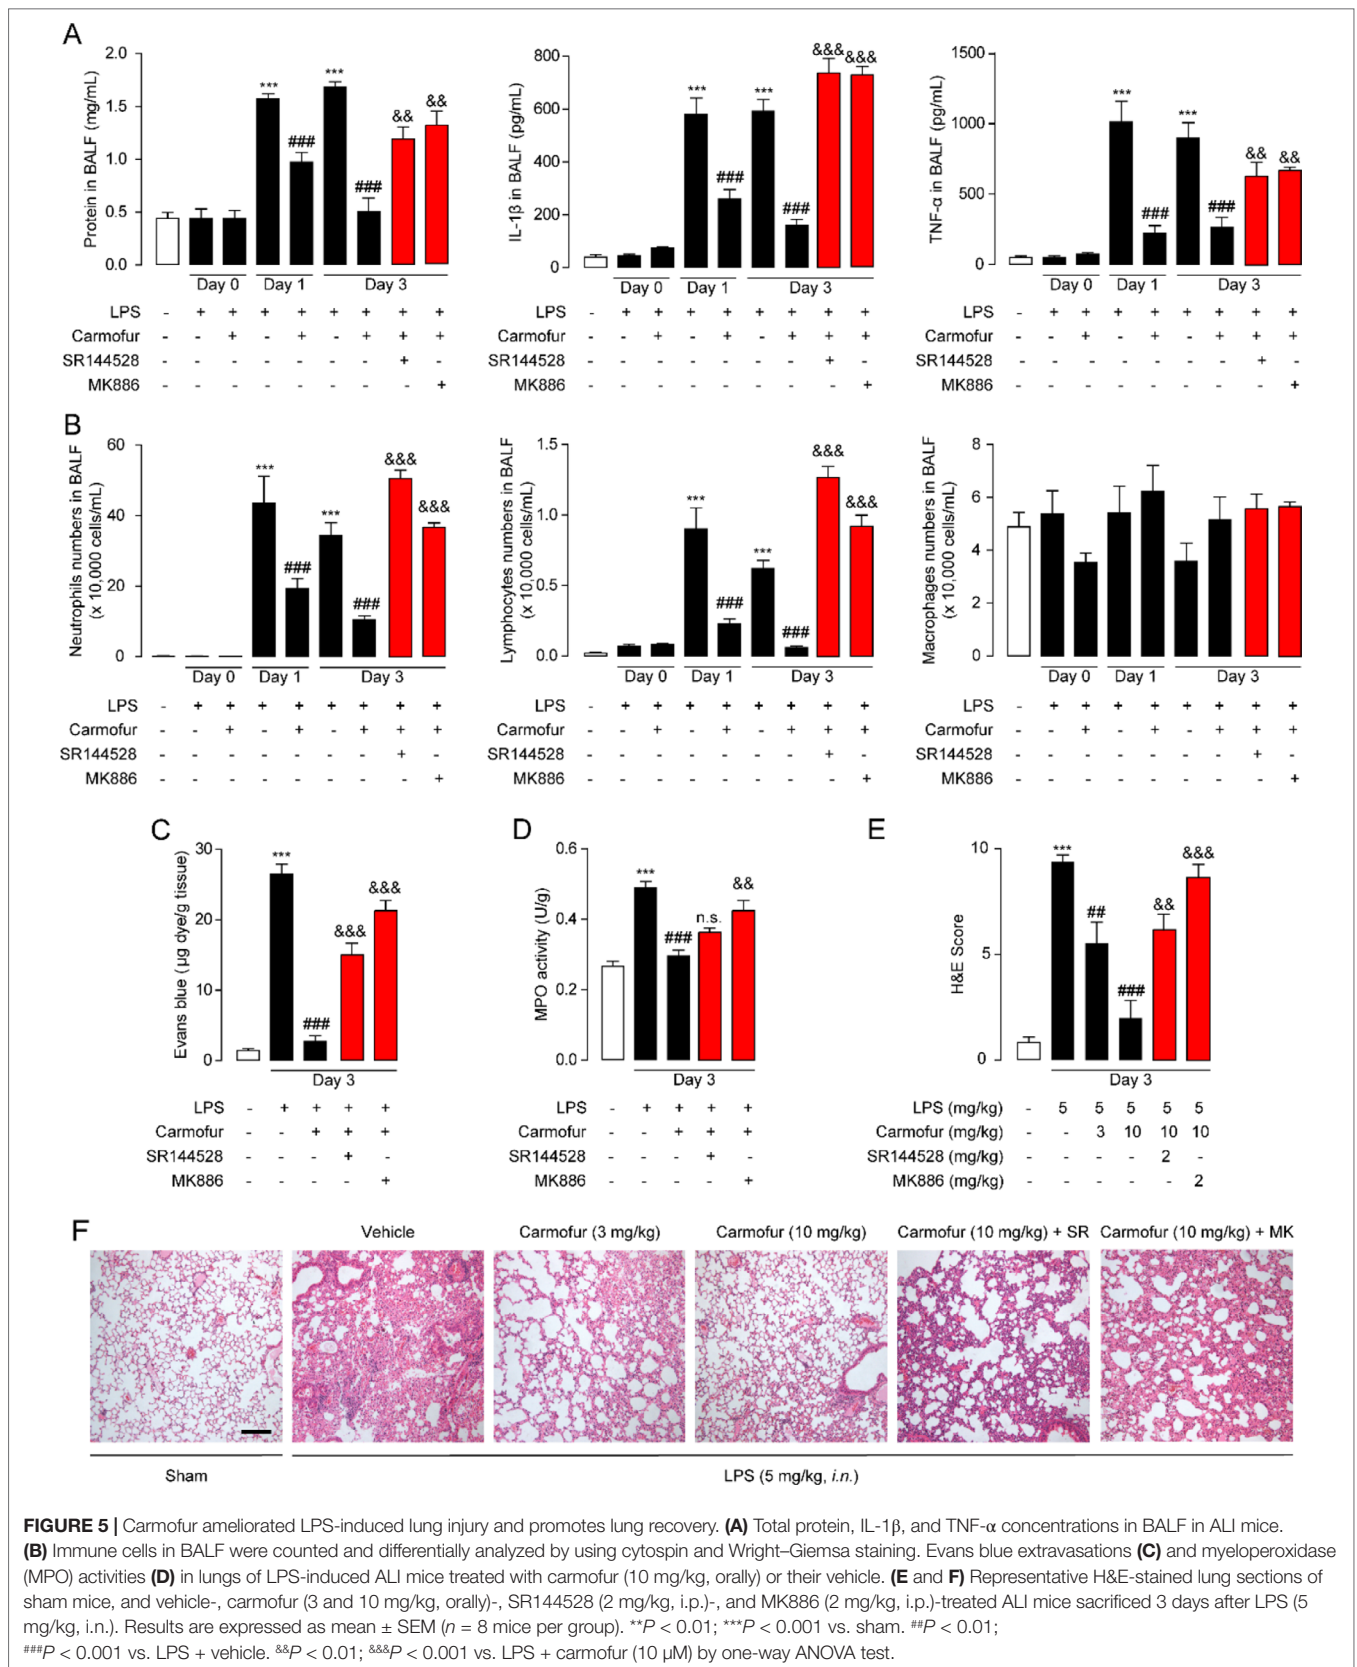 A
Protein in BALF (mg/mL)
2.0
1.5
1.0
0.5
0.0
***
###
***
###
&&
&&
Day 0 Day 1 Day 3
IL-1β in BALF (pg/mL)
800
600
400
200
0
***
###
***
###
&&&
&&&
Day 0 Day 1 Day 3
TNF-α in BALF (pg/mL)
1500
1000
500
0
***
###
***
###
&&
&&
Day 0 Day 1 Day 3
LPS - + + + + + + + + - + + + + + + + + - + + + + + + + +
Carmofur - - + - + - + + + - - + - + - + + + - - + - + - + + +
SR144528 - - - - - - - + - - - - - - - - + - - - - - - - - + -
MK886 - - - - - - - - + - - - - - - - - + - - - - - - - - +
B
Neutrophils numbers in BALF
(x 10,000 cells/mL)
60
40
20
0
***
###
***
###
&&&
&&&
Day 0 Day 1 Day 3
Lymphocytes numbers in BALF
(x 10,000 cells/mL)
1.5
1.0
0.5
0.0
***
###
***
###
&&&
&&&
Day 0 Day 1 Day 3
Macrophages numbers in BALF
(x 10,000 cells/mL)
8
6
4
2
0
Day 0 Day 1 Day 3
LPS - + + + + + + + + - + + + + + + + + - + + + + + + + +
Carmofur - - + - + - + + + - - + - + - + + + - - + - + - + + +
SR144528 - - - - - - - + - - - - - - - - + - - - - - - - - + -
MK886 - - - - - - - - + - - - - - - - - + - - - - - - - - +
C
Evans blue (µg dye/g tissue)
30
20
10
0
***
###
&&&
&&&
Day 3
LPS - + + + +
Carmofur - - + + +
SR144528 - - - + -
MK886 - - - - +
D
MPO activity (U/g)
0.6
0.4
0.2
0.0
***
###
n.s.
&&
Day 3
LPS - + + + +
Carmofur - - + + +
SR144528 - - - + -
MK886 - - - - +
E
H&E Score
10
5
0
***
##
###
&&
&&&
Day 3
LPS (mg/kg) - 5 5 5 5 5
Carmofur (mg/kg) - - 3 10 10 10
SR144528 (mg/kg) - - - - 2 -
MK886 (mg/kg) - - - - - 2
F
Vehicle Carmofur (3 mg/kg) Carmofur (10 mg/kg) Carmofur (10 mg/kg) + SR Carmofur (10 mg/kg) + MK
Sham LPS (5 mg/kg, i.n.)
FIGURE 5 | Carmofur ameliorated LPS-induced lung injury and promotes lung recovery. (A) Total protein, IL-1β, and TNF-α concentrations in BALF in ALI mice.
(B) Immune cells in BALF were counted and differentially analyzed by using cytospin and Wright–Giemsa staining. Evans blue extravasations (C) and myeloperoxidase
(MPO) activities (D) in lungs of LPS-induced ALI mice treated with carmofur (10 mg/kg, orally) or their vehicle. (E and F) Representative H&E-stained lung sections of
sham mice, and vehicle-, carmofur (3 and 10 mg/kg, orally)-, SR144528 (2 mg/kg, i.p.)-, and MK886 (2 mg/kg, i.p.)-treated ALI mice sacrificed 3 days after LPS (5
mg/kg, i.n.). Results are expressed as mean ± SEM (n = 8 mice per group). **P < 0.01; ***P < 0.001 vs. sham. ##P < 0.01;
###P < 0.001 vs. LPS + vehicle. &&P < 0.01; &&&P < 0.001 vs. LPS + carmofur (10 µM) by one-way ANOVA test.